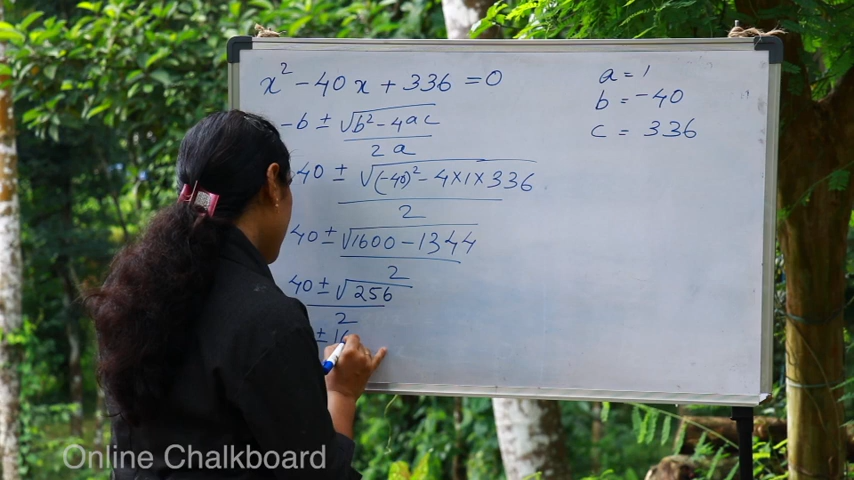 x² - 40x + 336 = 0
-b ± √b² - 4ac
2a
40 ± √(-40)² - 4×1×336
2
40 ± √1600 - 1344
2
40 ± √256
2
± 16
a = 1
b = -40
c = 336
Online Chalkboard